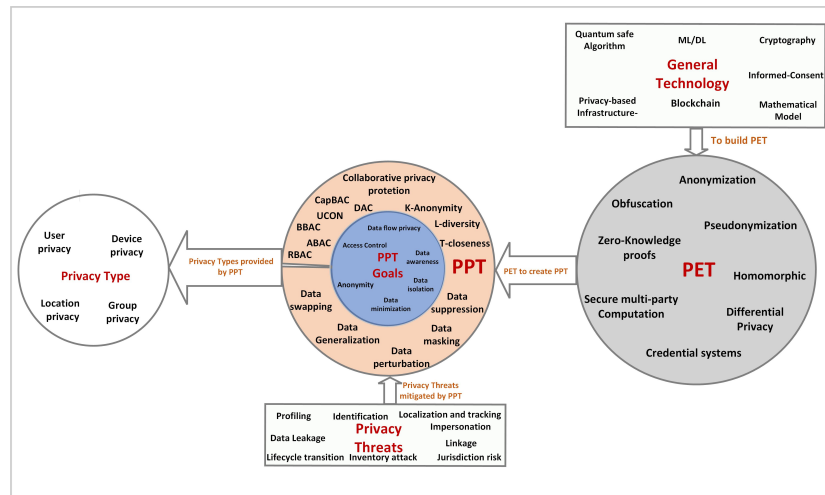 Quantum safe
Algorithm
ML/DL
Cryptography
General
Technology
Informed-Consent
Privacy-based
Infrastructure-
Blockchain
Mathematical
Model
To build PET
Anonymization
Obfuscation
Pseudonymization
Zero-Knowledge
proofs
PET
Homomorphic
Secure multi-party
Computation
Differential
Privacy
Credential systems
PET to create PPT
Collaborative privacy
protetion
CapBAC
DAC
K-Anonymity
UCON
L-diversity
BBAC
ABAC
T-closeness
RBAC
PPT
Data flow privacy
Access Control
Data
awareness
PPT
Goals
Anonymity
Data
isolation
Data
minimization
Data
swapping
Data
suppression
Data
Generalization
Data
masking
Data
perturbation
Privacy Types provided
by PPT
User
privacy
Device
privacy
Privacy Type
Location
privacy
Group
privacy
Privacy Threats
mitigated by PPT
Profiling
Identification
Localization and tracking
Impersonation
Privacy
Threats
Data Leakage
Linkage
Lifecycle transition
Inventory attack
Jurisdiction risk